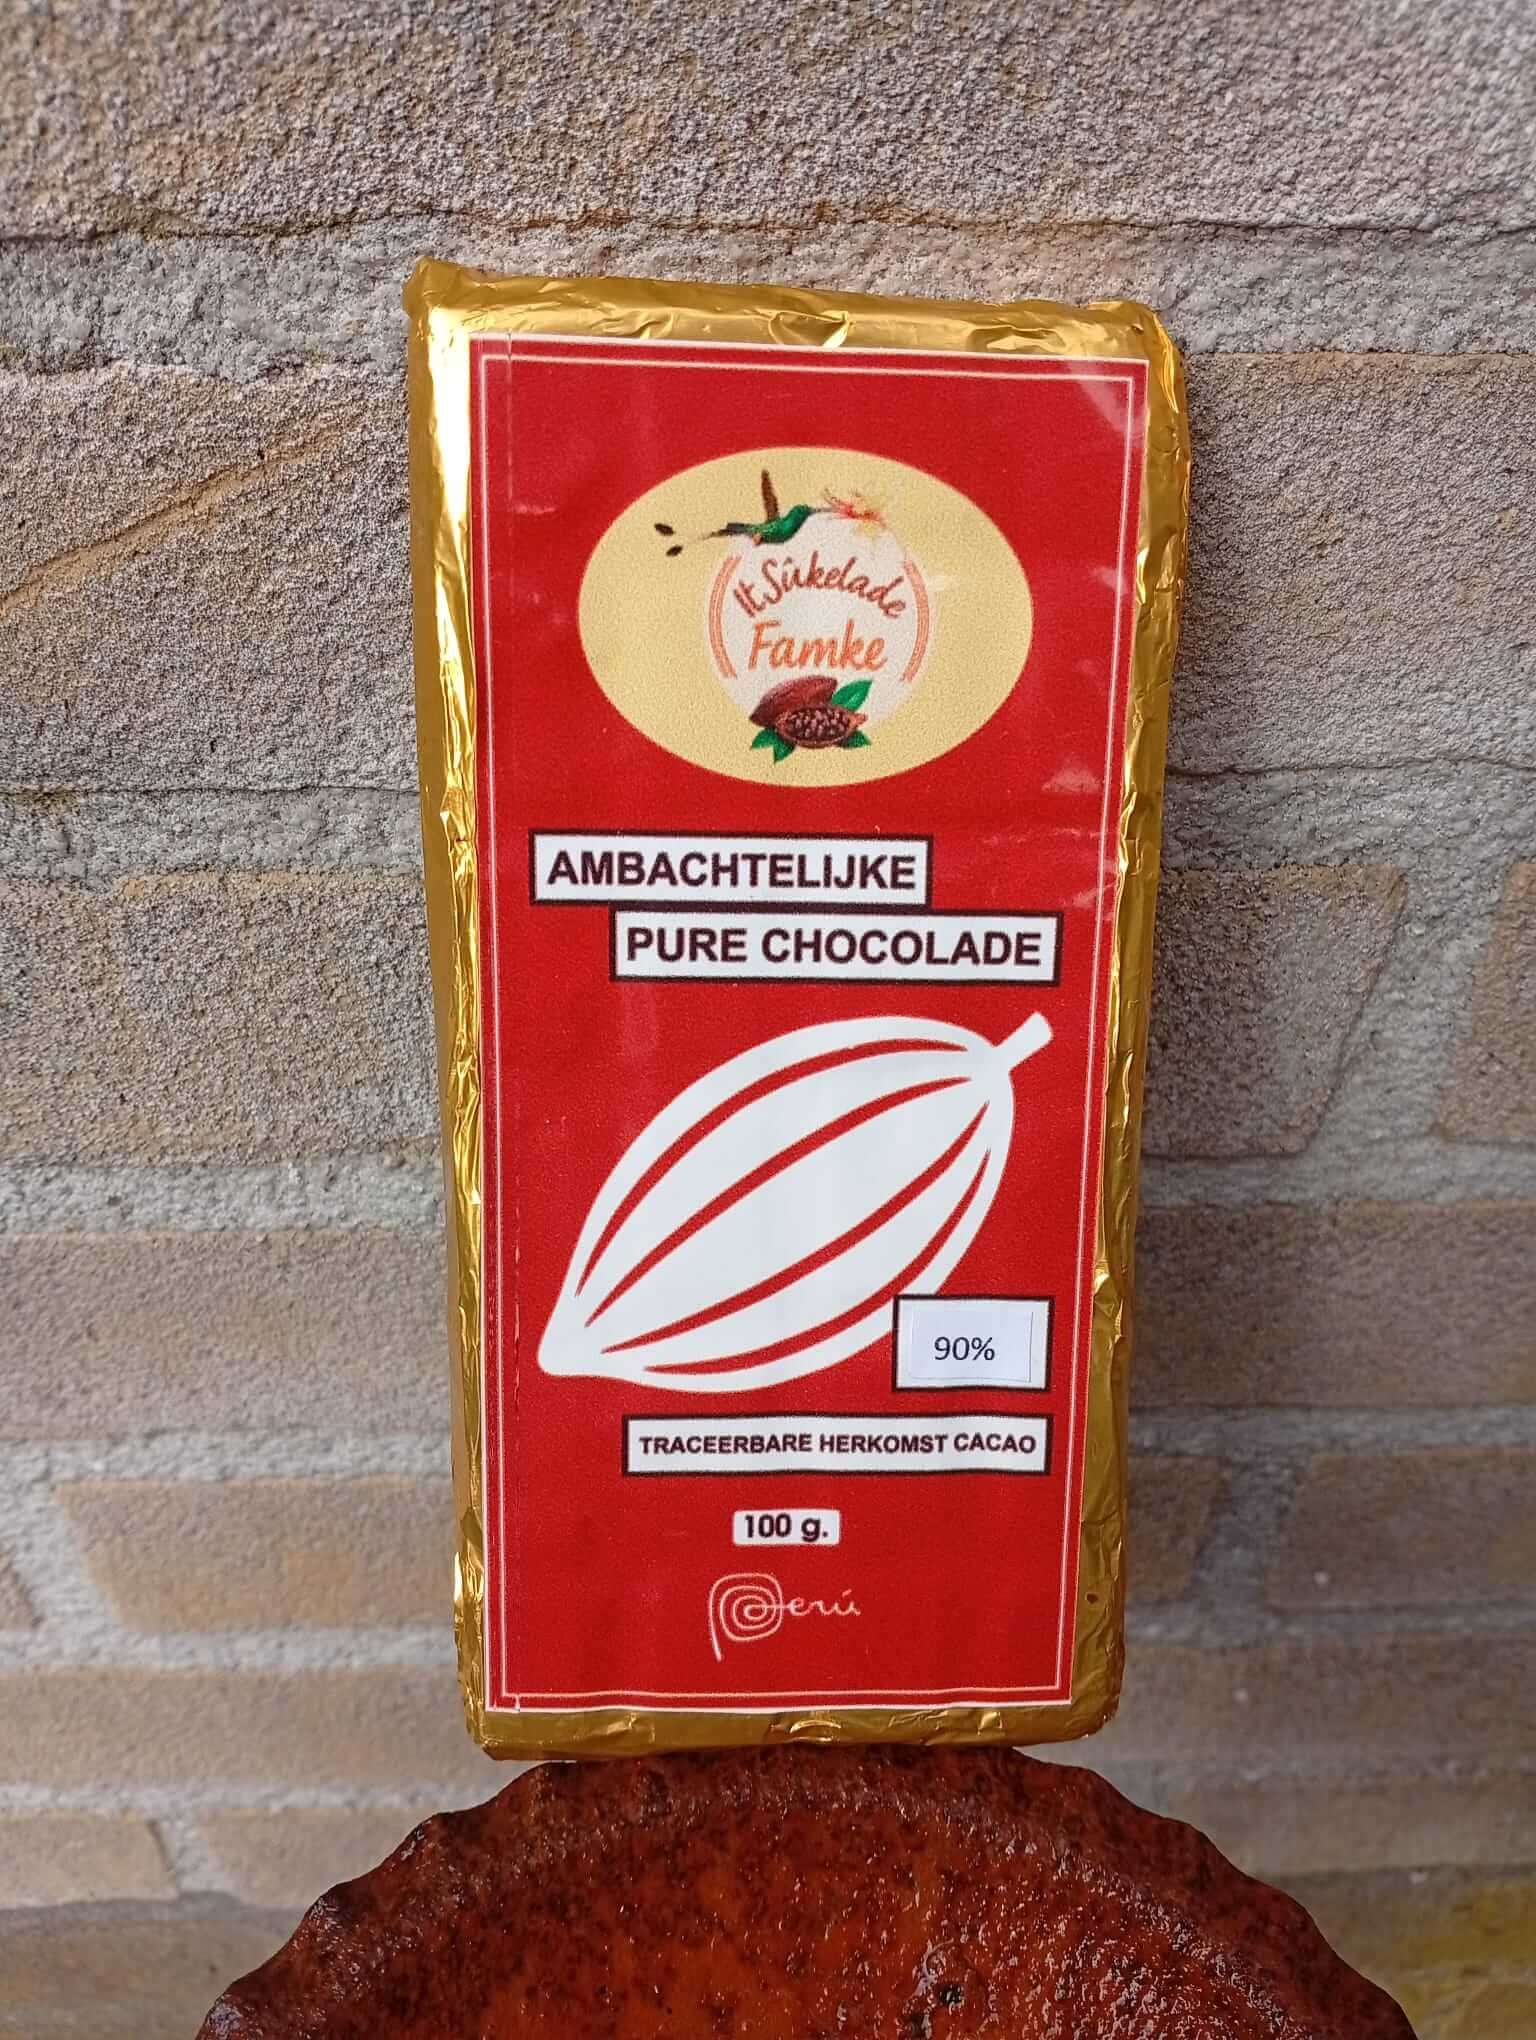 It Sûkelade
Famke
AMBACHTELIJKE
PURE CHOCOLADE
90%
TRACEERBARE HERKOMST CACAO
100 g.
Perú